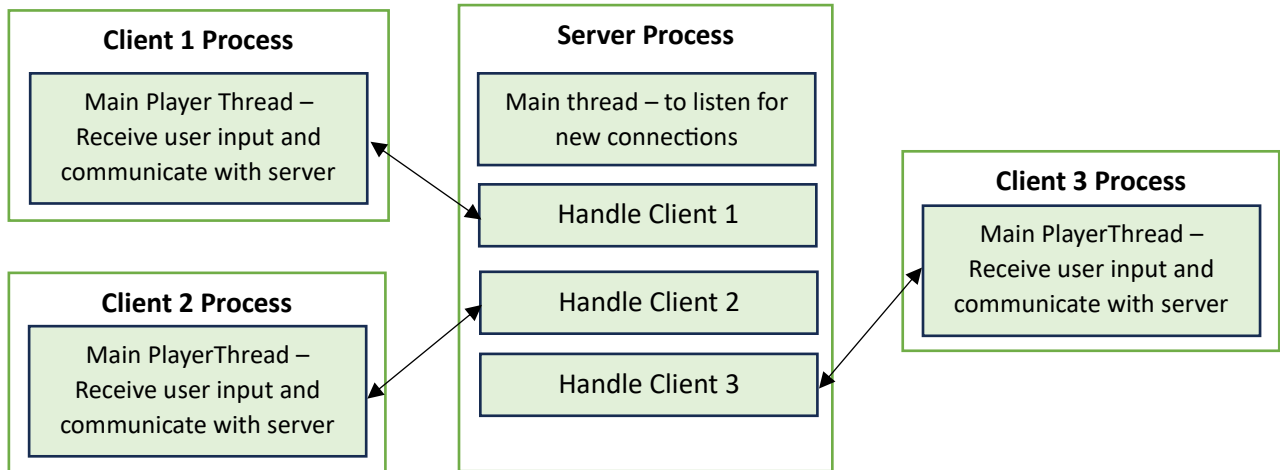 Client 1 Process
Main Player Thread –
Receive user input and
communicate with server
Client 2 Process
Main PlayerThread –
Receive user input and
communicate with server
Server Process
Main thread – to listen for
new connections
Handle Client 1
Handle Client 2
Handle Client 3
Client 3 Process
Main PlayerThread –
Receive user input and
communicate with server